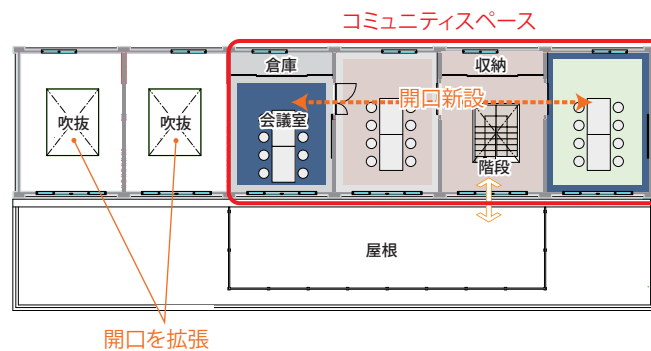 コミュニティスペース
倉庫
収納
開口新設
吹抜
吹抜
会議室
階段
屋根
開口を拡張